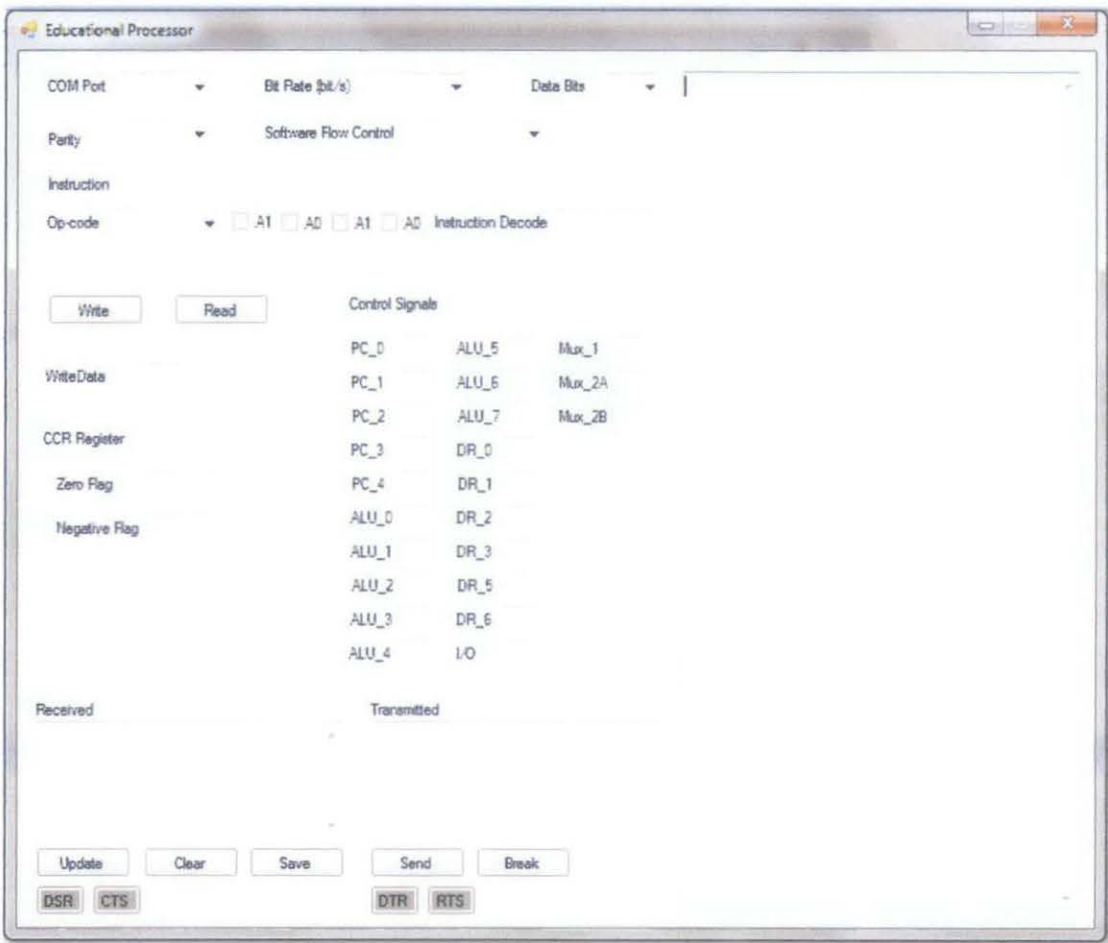 Educational Processor
COM Port Bit Rate (bit/s) Data Bits
Parity Software Flow Control
Instruction
Op-code A1 A0 A1 A0 Instruction Decode
Write Read Control Signals
PC_0 ALU_5 Mux_1
WriteData PC_1 ALU_6 Mux_2A
PC_2 ALU_7 Mux_2B
CCR Register PC_3 DR_0
Zero Flag PC_4 DR_1
Negative Flag ALU_0 DR_2
ALU_1 DR_3
ALU_2 DR_5
ALU_3 DR_6
ALU_4 I/O
Received Transmitted
Update Clear Save Send Break
DSR CTS DTR RTS